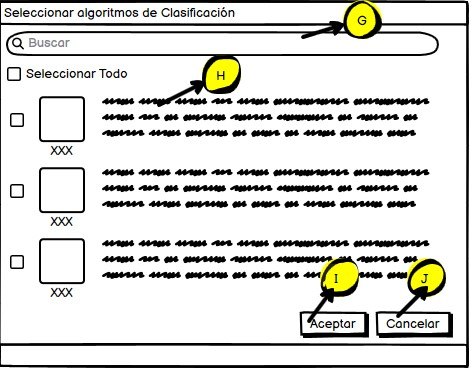 Seleccionar algoritmos de Clasificación
G
Buscar
Seleccionar Todo
H
XXX
XXX
XXX
I
J
Aceptar
Cancelar